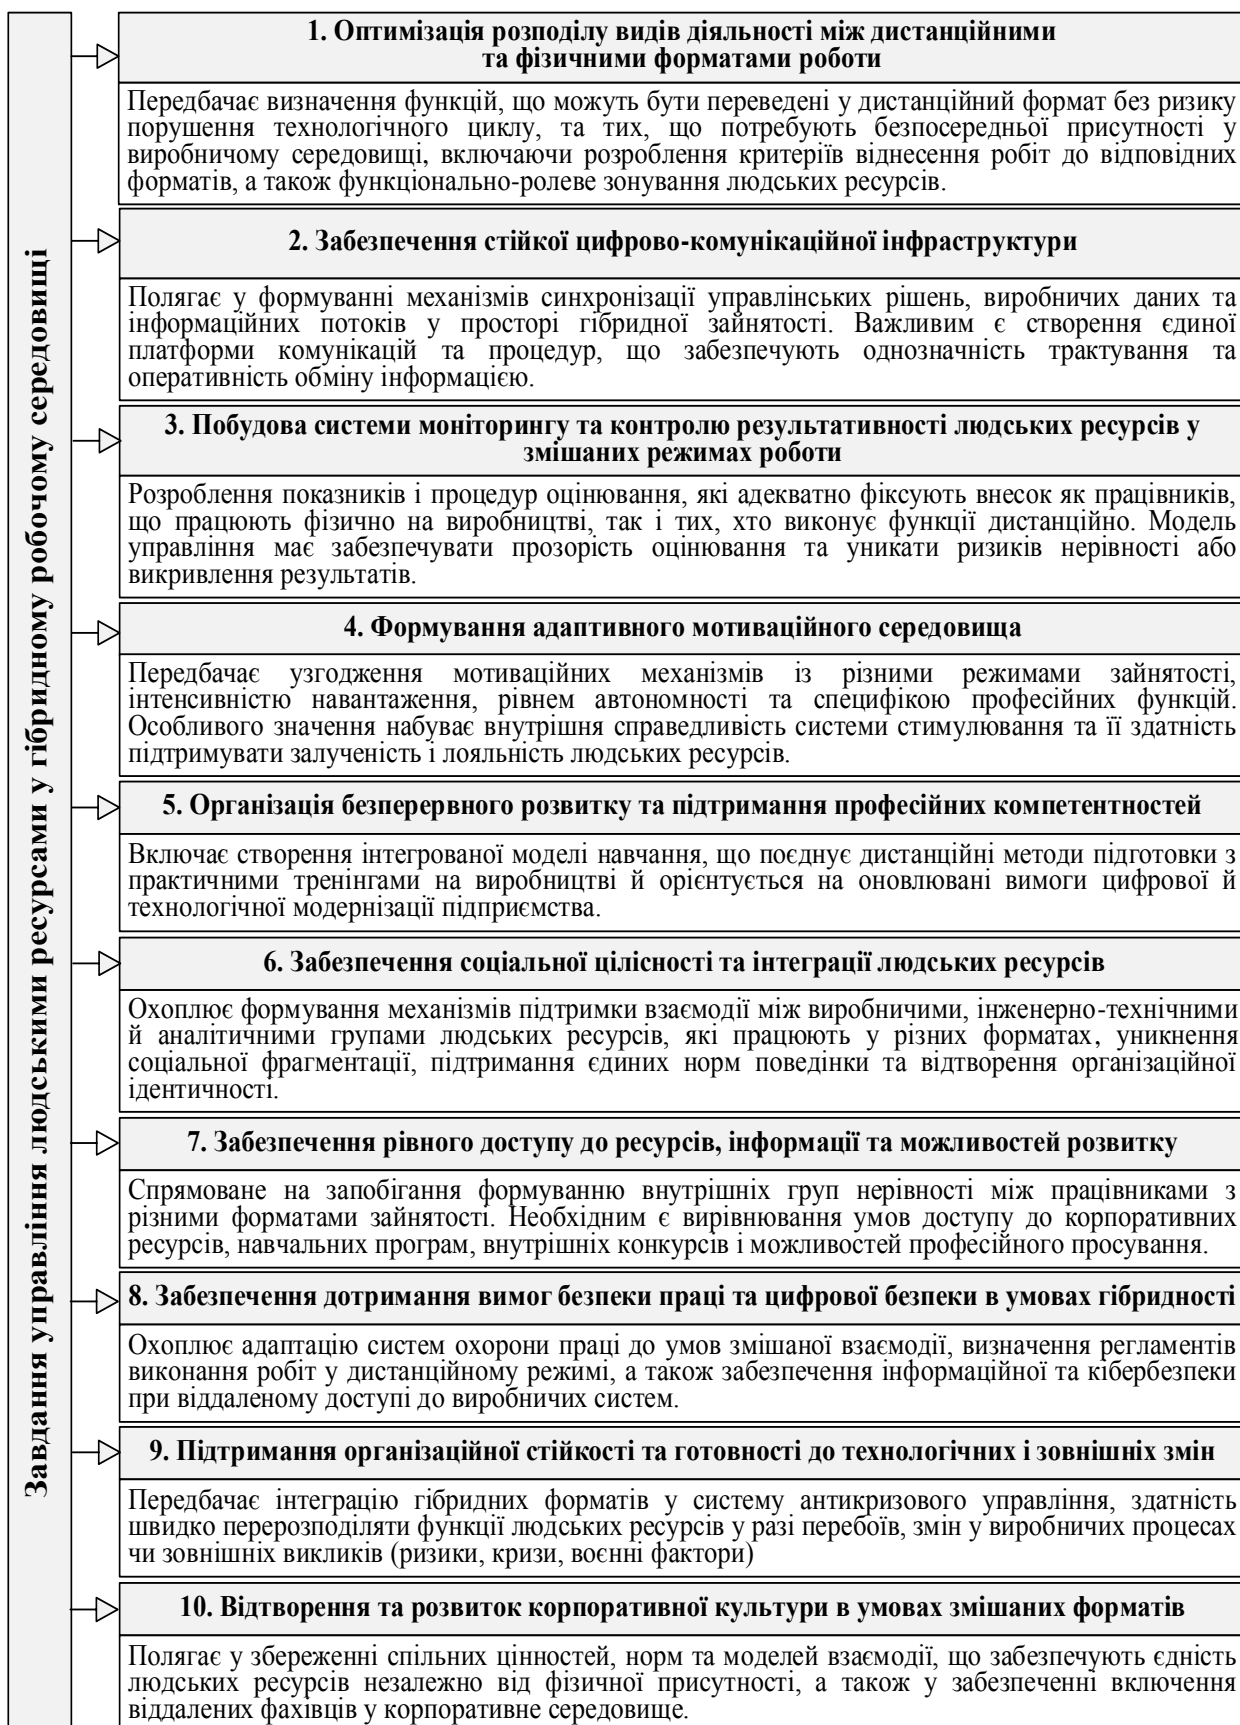 Завдання управління людськими ресурсами у гібридному робочому середовищі
1. Оптимізація розподілу видів діяльності між дистанційними
та фізичними форматами роботи
Передбачає визначення функцій, що можуть бути переведені у дистанційний формат без ризику
порушення технологічного циклу, та тих, що потребують безпосередньої присутності у
виробничому середовищі, включаючи розроблення критеріїв віднесення робіт до відповідних
форматів, а також функціонально-ролеве зонування людських ресурсів.
2. Забезпечення стійкої цифрово-комунікаційної інфраструктури
Полягає у формуванні механізмів синхронізації управлінських рішень, виробничих даних та
інформаційних потоків у просторі гібридної зайнятості. Важливим є створення єдиної
платформи комунікацій та процедур, що забезпечують однозначність трактування та
оперативність обміну інформацією.
3. Побудова системи моніторингу та контролю результативності людських ресурсів у
змішаних режимах роботи
Розроблення показників і процедур оцінювання, які адекватно фіксують внесок як працівників,
що працюють фізично на виробництві, так і тих, хто виконує функції дистанційно. Модель
управління має забезпечувати прозорість оцінювання та уникати ризиків нерівності або
викривлення результатів.
4. Формування адаптивного мотиваційного середовища
Передбачає узгодження мотиваційних механізмів із різними режимами зайнятості,
інтенсивністю навантаження, рівнем автономності та специфікою професійних функцій.
Особливого значення набуває внутрішня справедливість системи стимулювання та її здатність
підтримувати залученість і лояльність людських ресурсів.
5. Організація безперервного розвитку та підтримання професійних компетентностей
Включає створення інтегрованої моделі навчання, що поєднує дистанційні методи підготовки з
практичними тренінгами на виробництві й орієнтується на оновлювані вимоги цифрової й
технологічної модернізації підприємства.
6. Забезпечення соціальної цілісності та інтеграції людських ресурсів
Охоплює формування механізмів підтримки взаємодії між виробничими, інженерно-технічними
й аналітичними групами людських ресурсів, які працюють у різних форматах, уникнення
соціальної фрагментації, підтримання єдиних норм поведінки та відтворення організаційної
ідентичності.
7. Забезпечення рівного доступу до ресурсів, інформації та можливостей розвитку
Спрямоване на запобігання формуванню внутрішніх груп нерівності між працівниками з
різними форматами зайнятості. Необхідним є вирівнювання умов доступу до корпоративних
ресурсів, навчальних програм, внутрішніх конкурсів і можливостей професійного просування.
8. Забезпечення дотримання вимог безпеки праці та цифрової безпеки в умовах гібридності
Охоплює адаптацію систем охорони праці до умов змішаної взаємодії, визначення регламентів
виконання робіт у дистанційному режимі, а також забезпечення інформаційної та кібербезпеки
при віддаленому доступі до виробничих систем.
9. Підтримання організаційної стійкості та готовності до технологічних і зовнішніх змін
Передбачає інтеграцію гібридних форматів у систему антикризового управління, здатність
швидко перерозподіляти функції людських ресурсів у разі перебоїв, змін у виробничих процесах
чи зовнішніх викликів (ризики, кризи, воєнні фактори)
10. Відтворення та розвиток корпоративної культури в умовах змішаних форматів
Полягає у збереженні спільних цінностей, норм та моделей взаємодії, що забезпечують єдність
людських ресурсів незалежно від фізичної присутності, а також у забезпеченні включення
віддалених фахівців у корпоративне середовище.